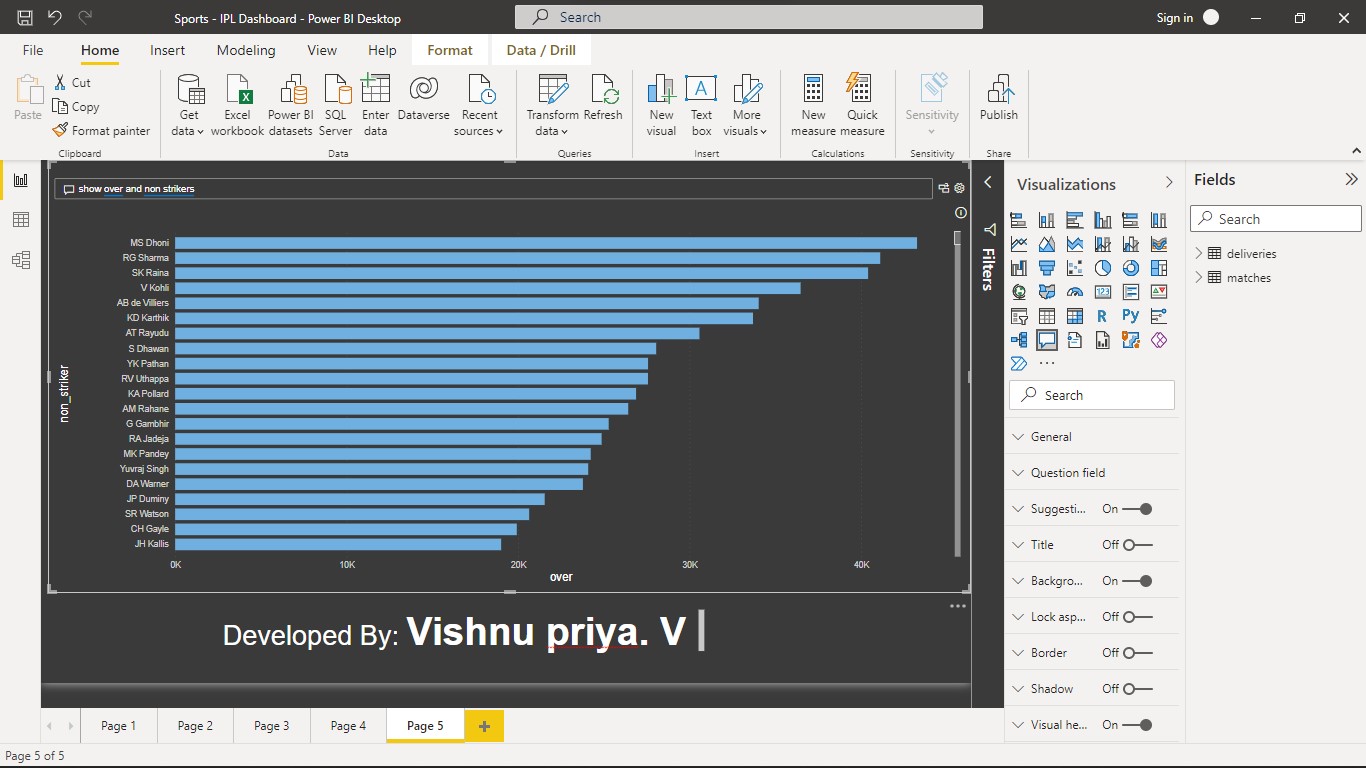 Sports - IPL Dashboard - Power BI Desktop
Search
Sign in
File Home Insert Modeling View Help Format Data / Drill
Paste
Cut
Copy
Format painter
Clipboard
Get data
Excel workbook
Power BI datasets
SQL Server
Enter data
Dataverse
Recent sources
Data
Transform data
Refresh
Queries
New visual
Text box
More visuals
Insert
New measure
Quick measure
Calculations
Sensitivity
Sensitivity
Publish
Share
show over and non strikers
non_striker
MS Dhoni
RG Sharma
SK Raina
V Kohli
AB de Villiers
KD Karthik
AT Rayudu
S Dhawan
YK Pathan
RV Uthappa
KA Pollard
AM Rahane
G Gambhir
RA Jadeja
MK Pandey
Yuvraj Singh
DA Warner
JP Duminy
SR Watson
CH Gayle
JH Kallis
0K 10K 20K 30K 40K
over
Developed By: Vishnu priya. V
Filters
Visualizations
123
R
Py
Search
General
Question field
Suggesti... On
Title Off
Backgro... On
Lock asp... Off
Border Off
Shadow Off
Visual he... On
Fields
Search
deliveries
matches
Page 1 Page 2 Page 3 Page 4 Page 5 +
Page 5 of 5